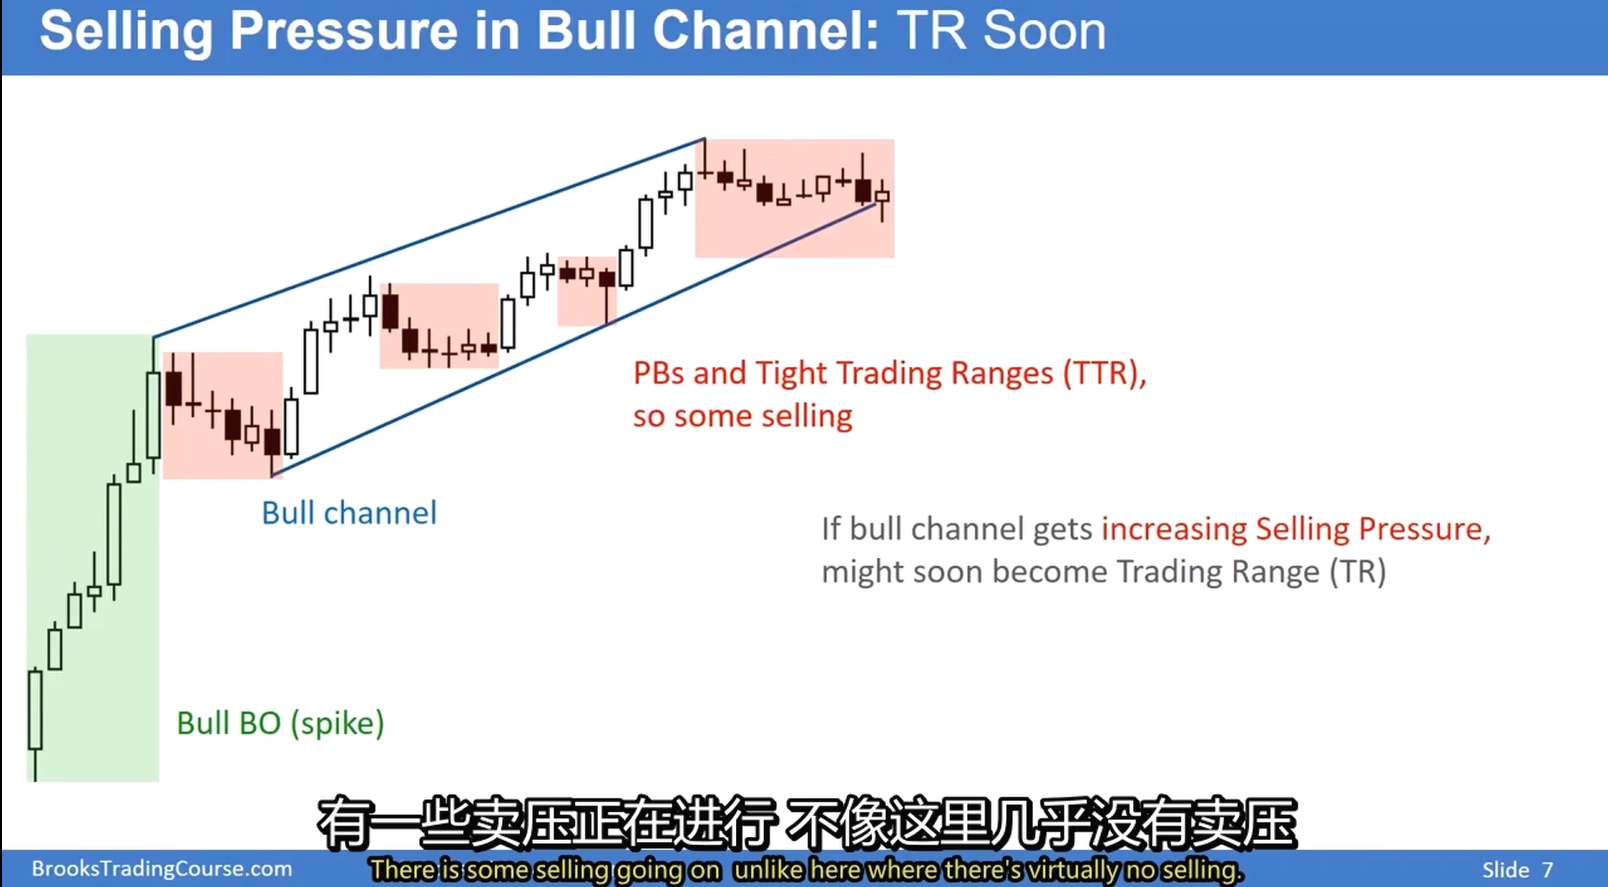 Selling Pressure in Bull Channel: TR Soon
PBs and Tight Trading Ranges (TTR),
so some selling
Bull channel
If bull channel gets increasing Selling Pressure,
might soon become Trading Range (TR)
Bull BO (spike)
有一些卖压正在进行 不像这里几乎没有卖压
BrooksTradingCourse.com
There is some selling going on unlike here where there's virtually no selling.
Slide 7